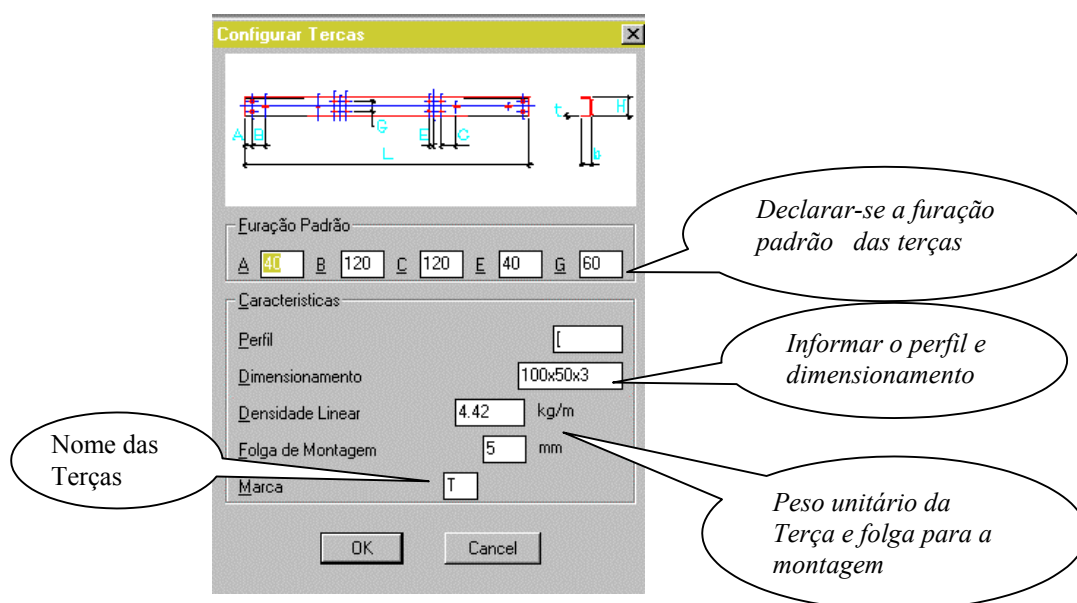 Configurar Tercas
A B G E C L
t H b
Furação Padrão
A 40 B 120 C 120 E 40 G 60
Declarar-se a furação
padrão das terças
Caracteristicas
Perfil [
Dimensionamento 100x50x3
Informar o perfil e
dimensionamento
Densidade Linear 4.42 kg/m
Folga de Montagem 5 mm
Marca T
Nome das
Terças
Peso unitário da
Terça e folga para a
montagem
OK Cancel